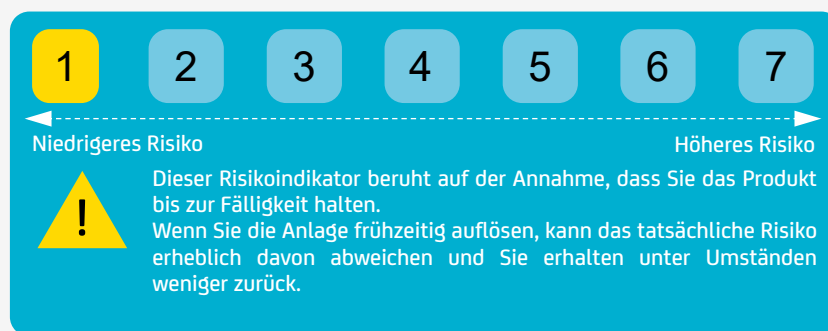 1 2 3 4 5 6 7
Niedrigeres Risiko Höheres Risiko
Dieser Risikoindikator beruht auf der Annahme, dass Sie das Produkt
bis zur Fälligkeit halten.
Wenn Sie die Anlage frühzeitig auflösen, kann das tatsächliche Risiko
erheblich davon abweichen und Sie erhalten unter Umständen
weniger zurück.
!